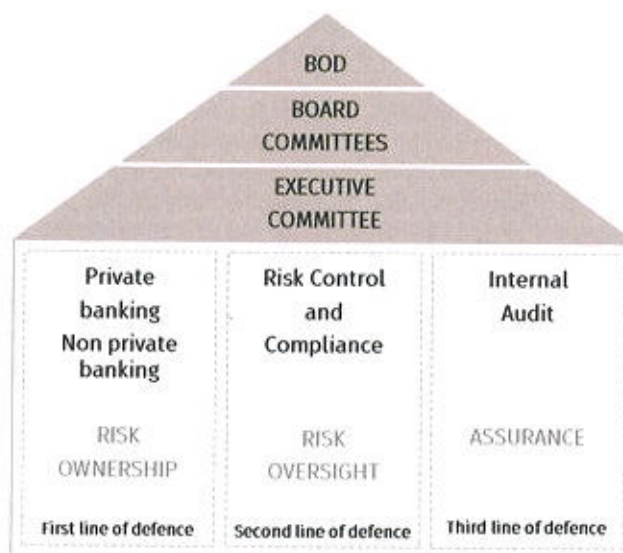 BOD
BOARD
COMMITTEES
EXECUTIVE
COMMITTEE
Private
banking
Non private
banking
RISK
OWNERSHIP
First line of defence
Risk Control
and
Compliance
RISK
OVERSIGHT
Second line of defence
Internal
Audit
ASSURANCE
Third line of defence